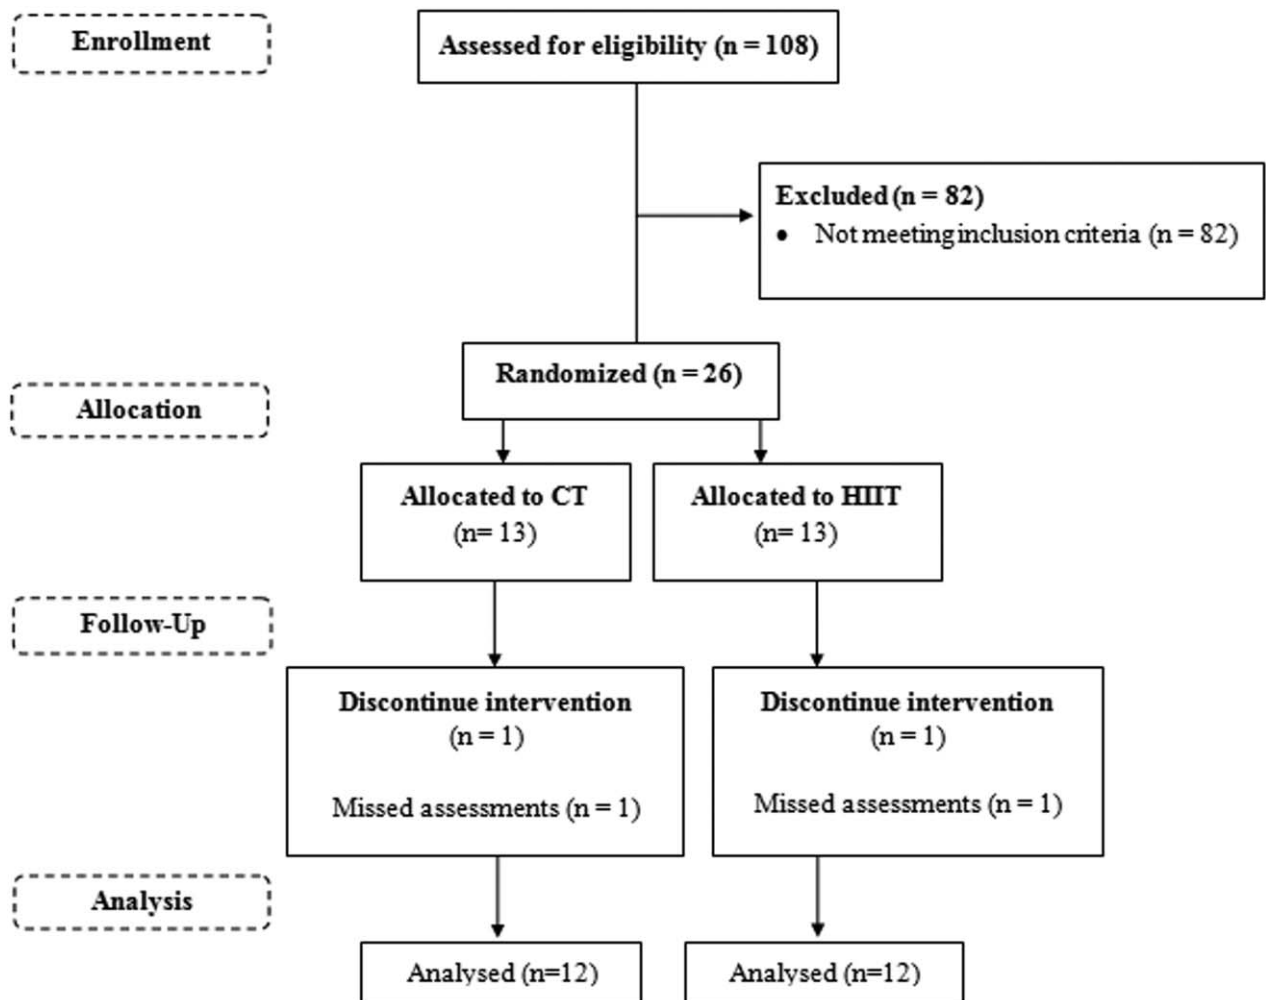 Enrollment
Assessed for eligibility (n = 108)
Excluded (n = 82)
• Not meeting inclusion criteria (n = 82)
Randomized (n = 26)
Allocation
Allocated to CT
(n= 13)
Allocated to HIIT
(n= 13)
Follow-Up
Discontinue intervention
(n = 1)
Missed assessments (n = 1)
Discontinue intervention
(n = 1)
Missed assessments (n = 1)
Analysis
Analysed (n=12)
Analysed (n=12)